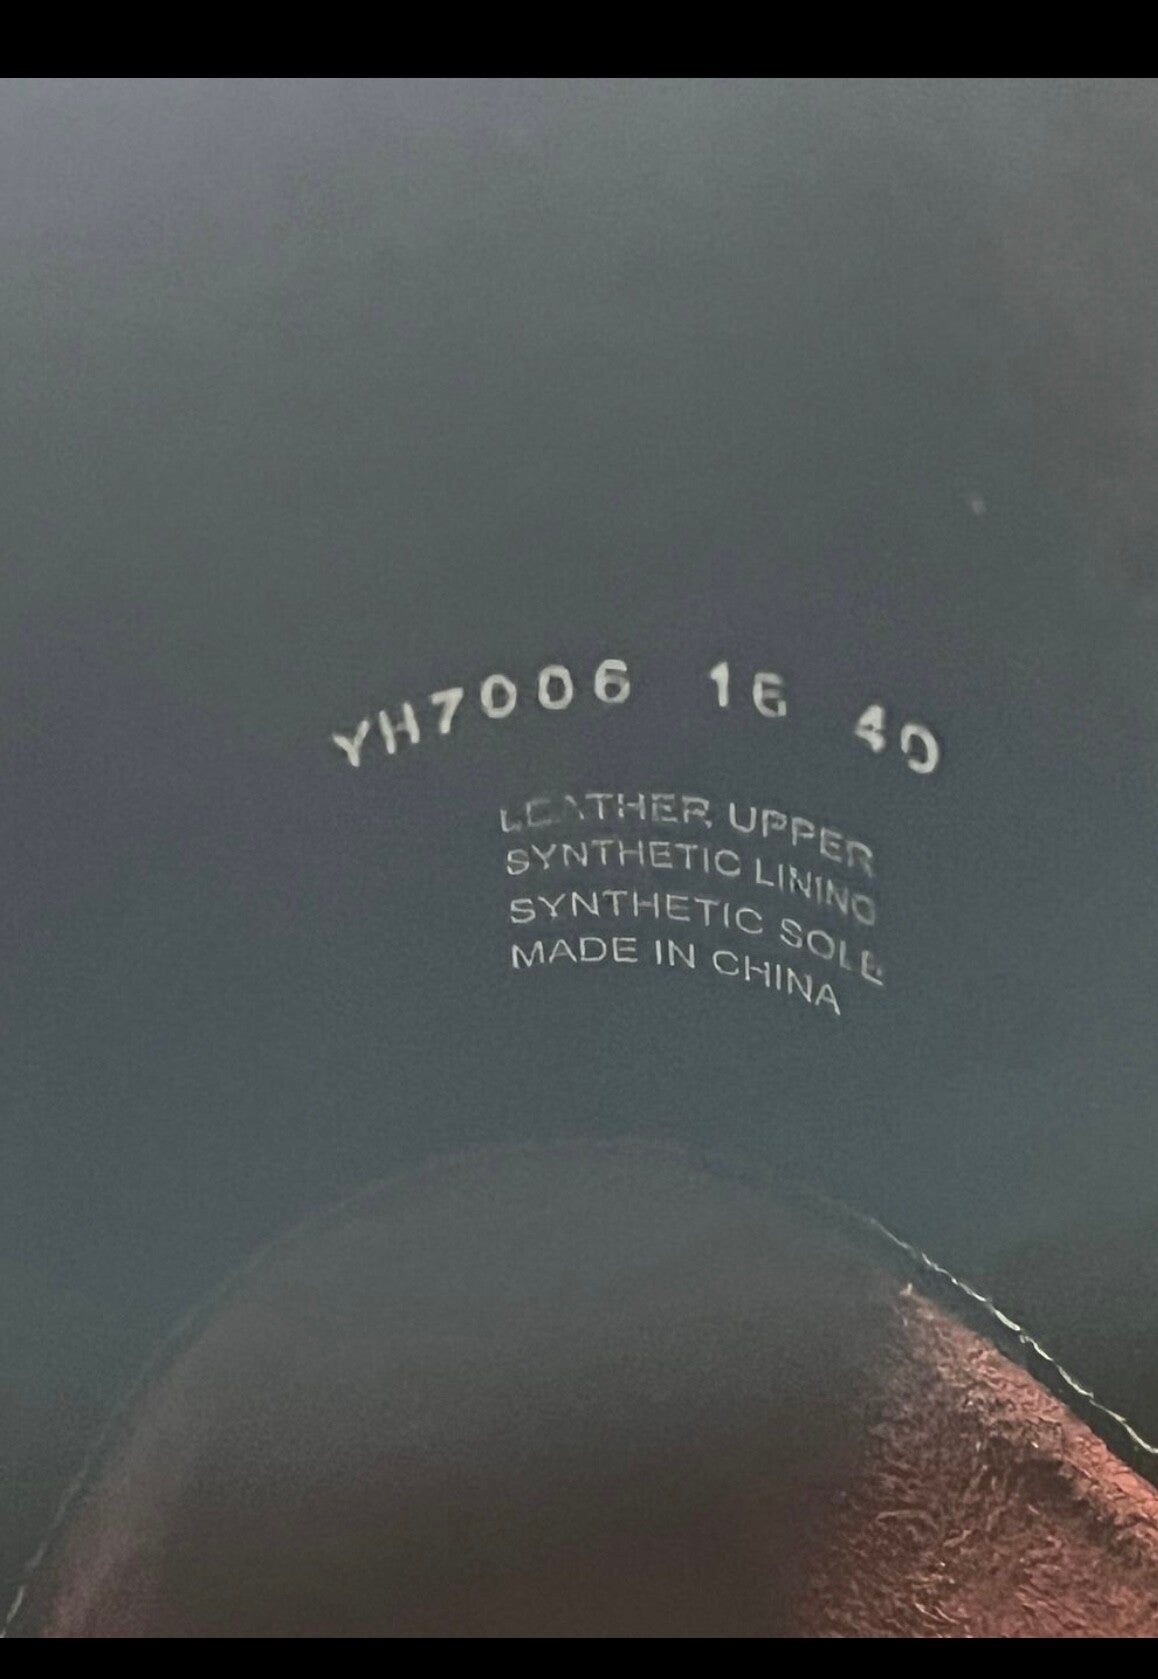 YH7006 16 40
LEATHER UPPER
SYNTHETIC LINING
SYNTHETIC SOLE
MADE IN CHINA